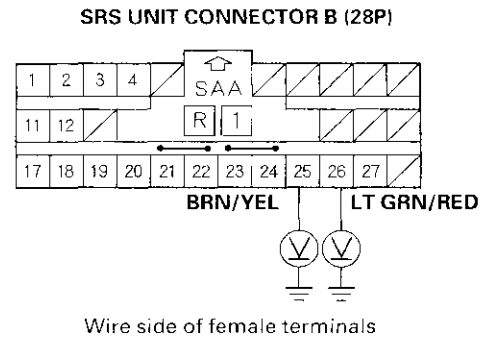 SRS UNIT CONNECTOR B (28P)
1 2 3 4
SAA
11 12 R 1
17 18 19 20 21 22 23 24 25 26 27
BRN/YEL LT GRN/RED
V V
Wire side of female terminals